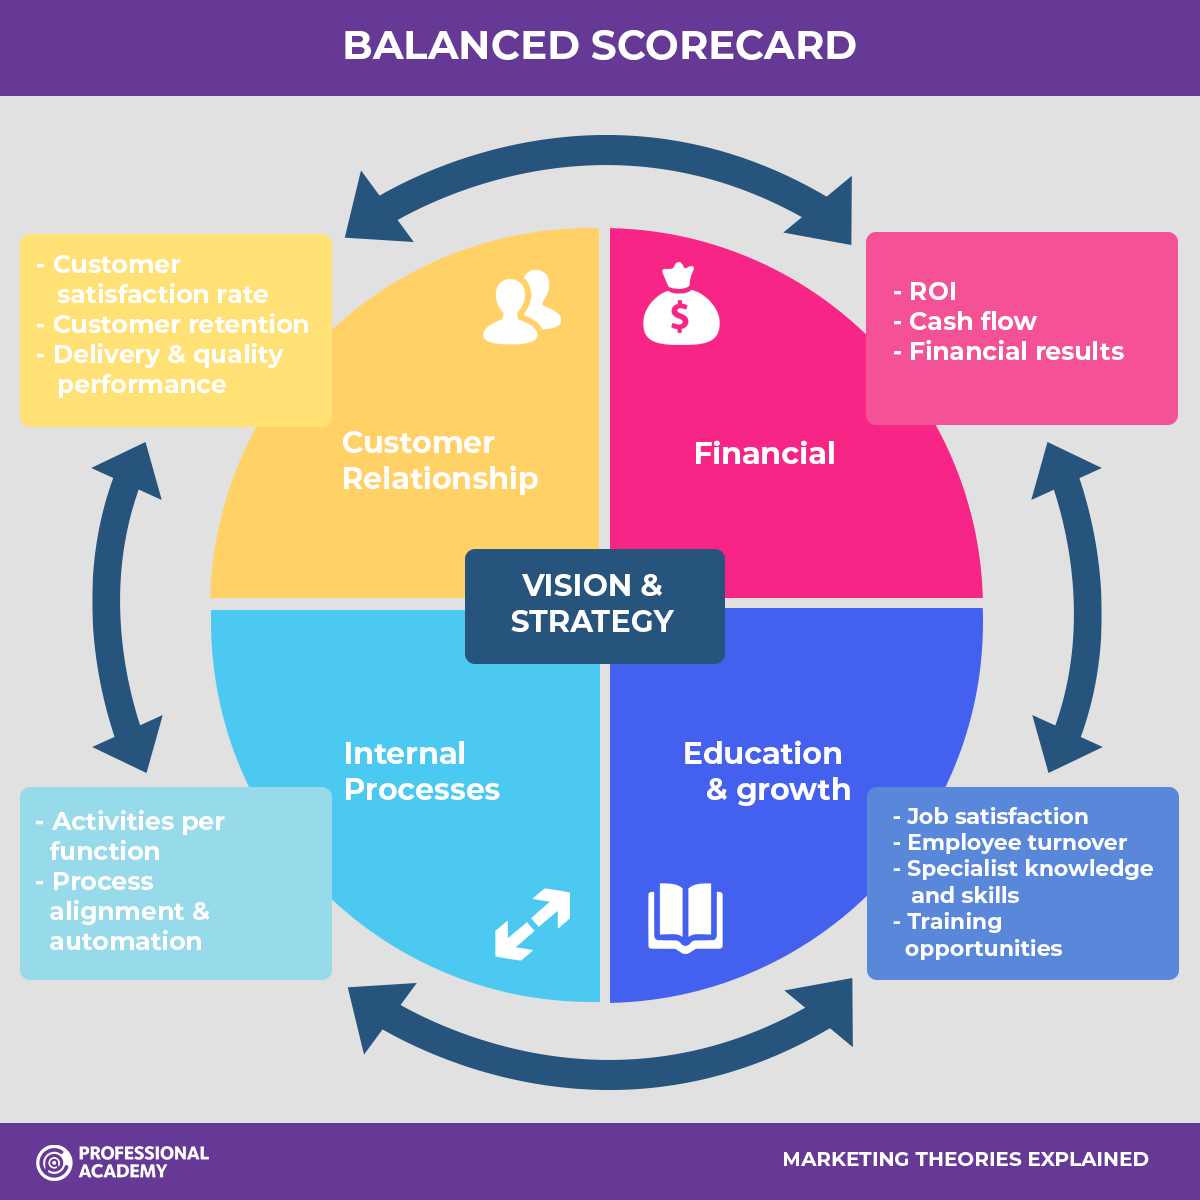 BALANCED SCORECARD
- Customer
satisfaction rate
- Customer retention
- Delivery & quality
performance
- ROI
- Cash flow
- Financial results
Customer
Relationship
$
Financial
VISION &
STRATEGY
Internal
Processes
Education
& growth
- Activities per
function
- Process
alignment &
automation
- Job satisfaction
- Employee turnover
- Specialist knowledge
and skills
- Training
opportunities
PROFESSIONAL
ACADEMY
MARKETING THEORIES EXPLAINED